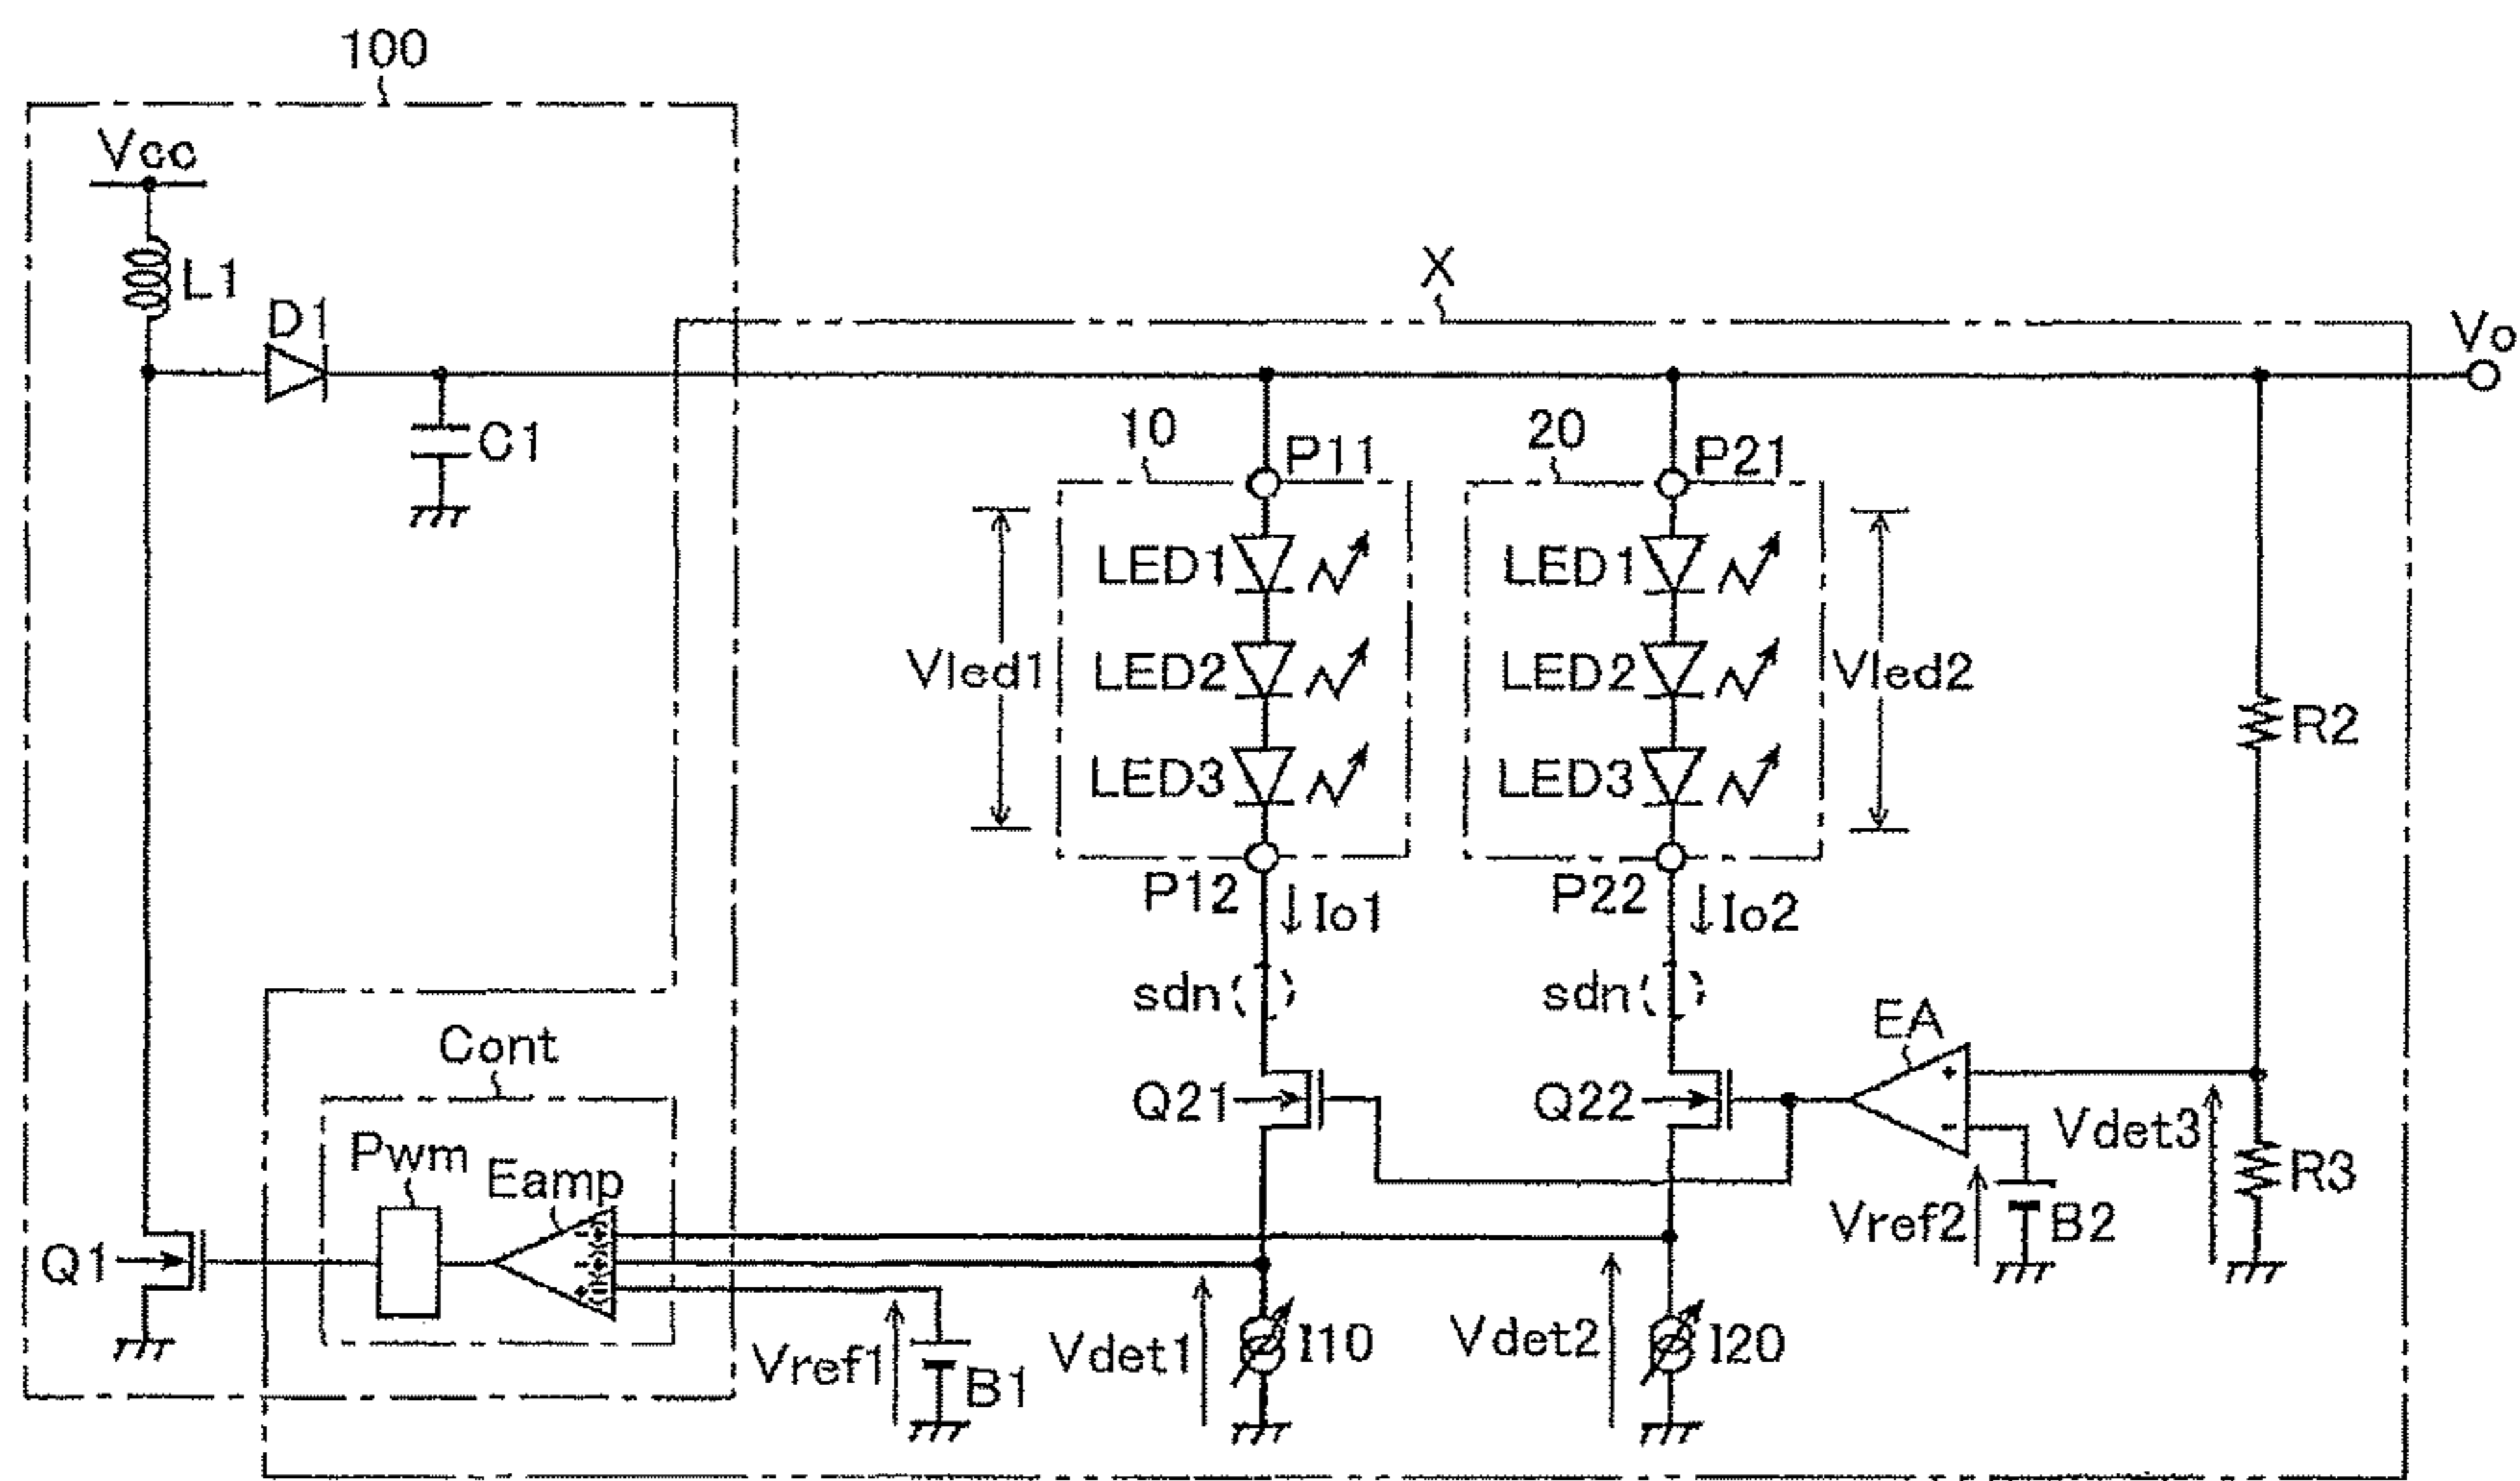 100
Vcc
L1
D1
X
Vo
C1
10
P11
20
P21
LED1
LED1
Vled1
LED2
LED2
Vled2
R2
LED3
LED3
P12
Io1
P22
Io2
sdn
sdn
EA
+
-
Cont
Q21
Q22
Vdet3
Pwm
Eamp
R3
Vref2
B2
Q1
Vref1
B1
Vdet1
I10
Vdet2
I20